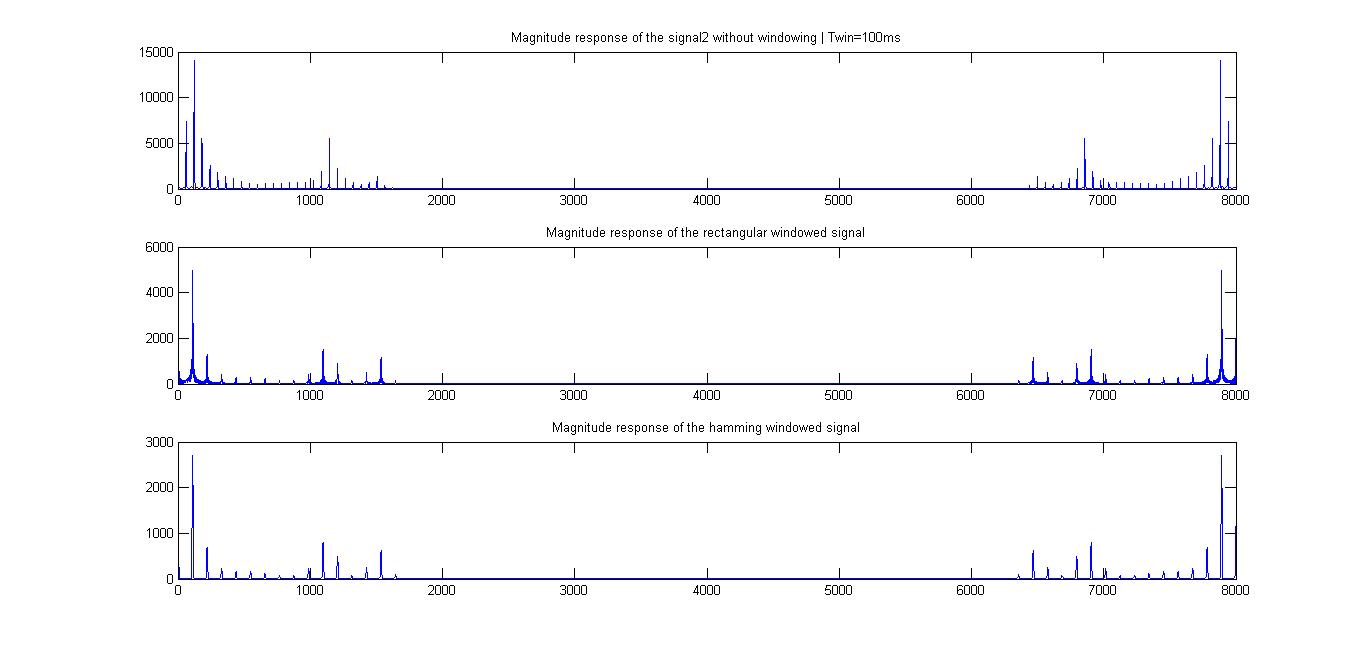 Magnitude response of the signal2 without windowing | Twin=100ms
15000
10000
5000
0
0 1000 2000 3000 4000 5000 6000 7000 8000
Magnitude response of the rectangular windowed signal
6000
4000
2000
0
0 1000 2000 3000 4000 5000 6000 7000 8000
Magnitude response of the hamming windowed signal
3000
2000
1000
0
0 1000 2000 3000 4000 5000 6000 7000 8000